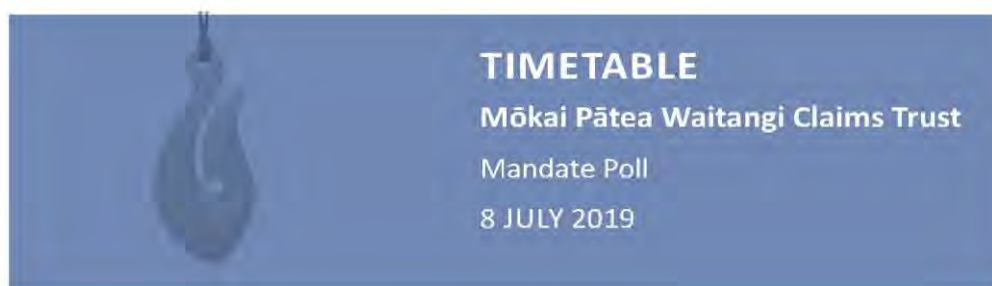 TIMETABLE
Mōkai Pātea Waitangi Claims Trust
Mandate Poll
8 JULY 2019